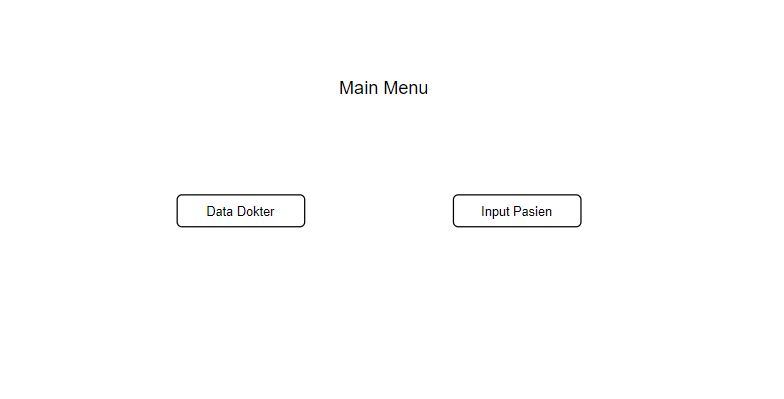 Main Menu
Data Dokter
Input Pasien